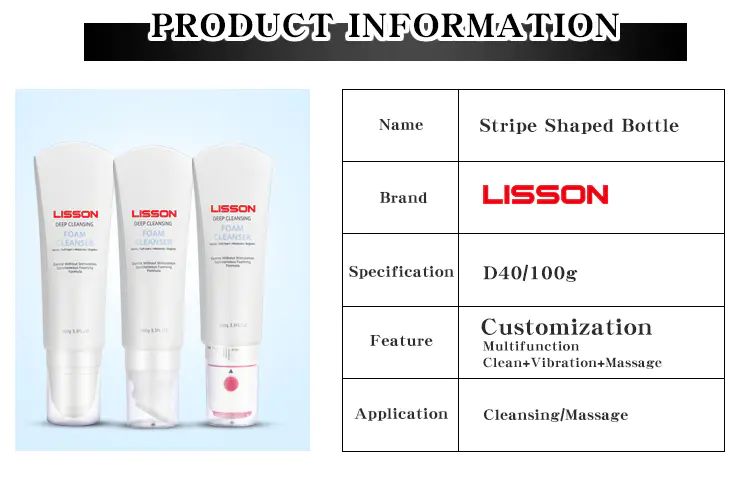 PRODUCT INFORMATION
LISSON
DEEP CLEANSING
FOAM
CLEANSER
LISSON
DEEP CLEANSING
FOAM
CLEANSER
LISSON
DEEP CLEANSING
FOAM
CLEANSER
Name
Stripe Shaped Bottle
Brand
LISSON
Specification
D40/100g
Feature
Customization
Multifunction
Clean+Vibration+Massage
Application
Cleansing/Massage